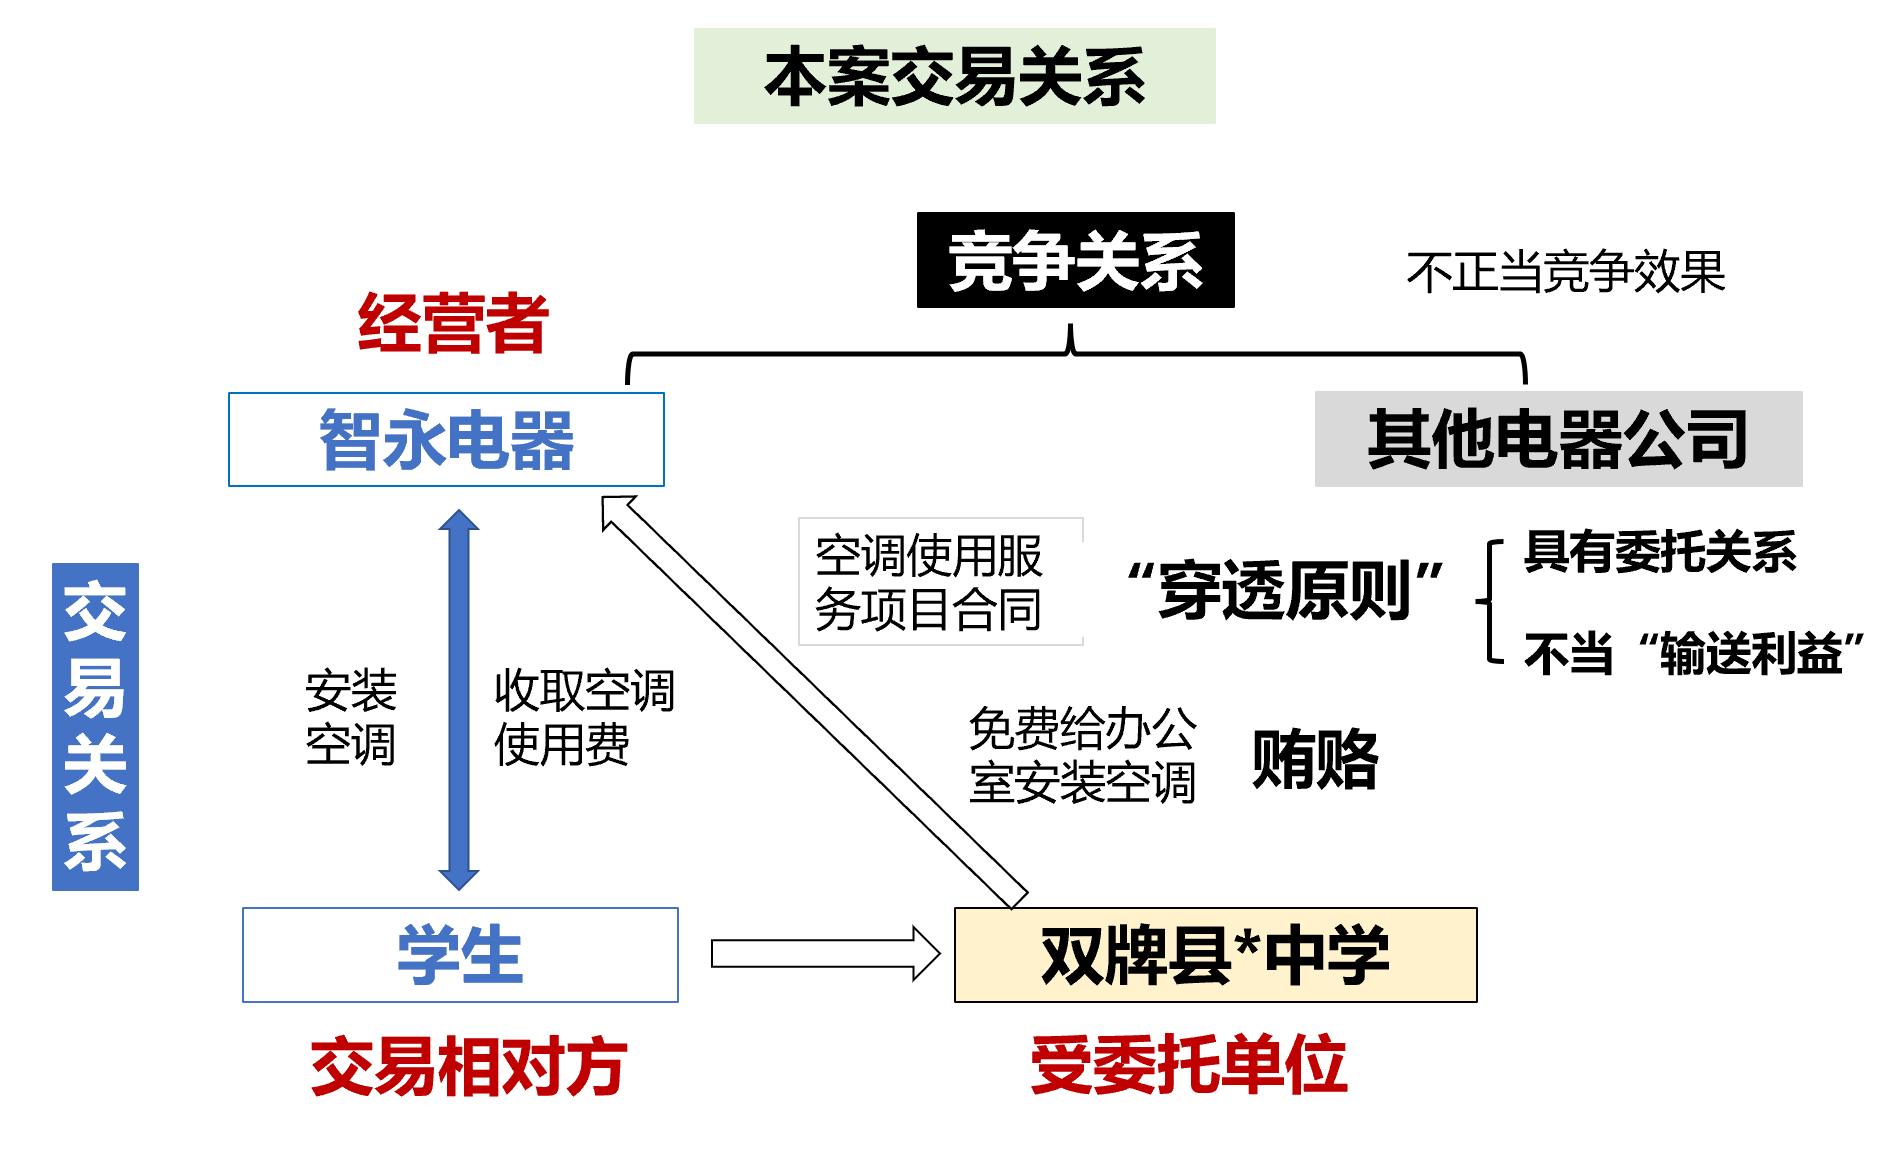 本案交易关系
竞争关系
不正当竞争效果
经营者
智永电器
其他电器公司
空调使用服
务项目合同
“穿透原则”
具有委托关系
不当“输送利益”
交易关系
安装
空调
收取空调
使用费
免费给办公
室安装空调
贿赂
学生
双牌县*中学
交易相对方
受委托单位